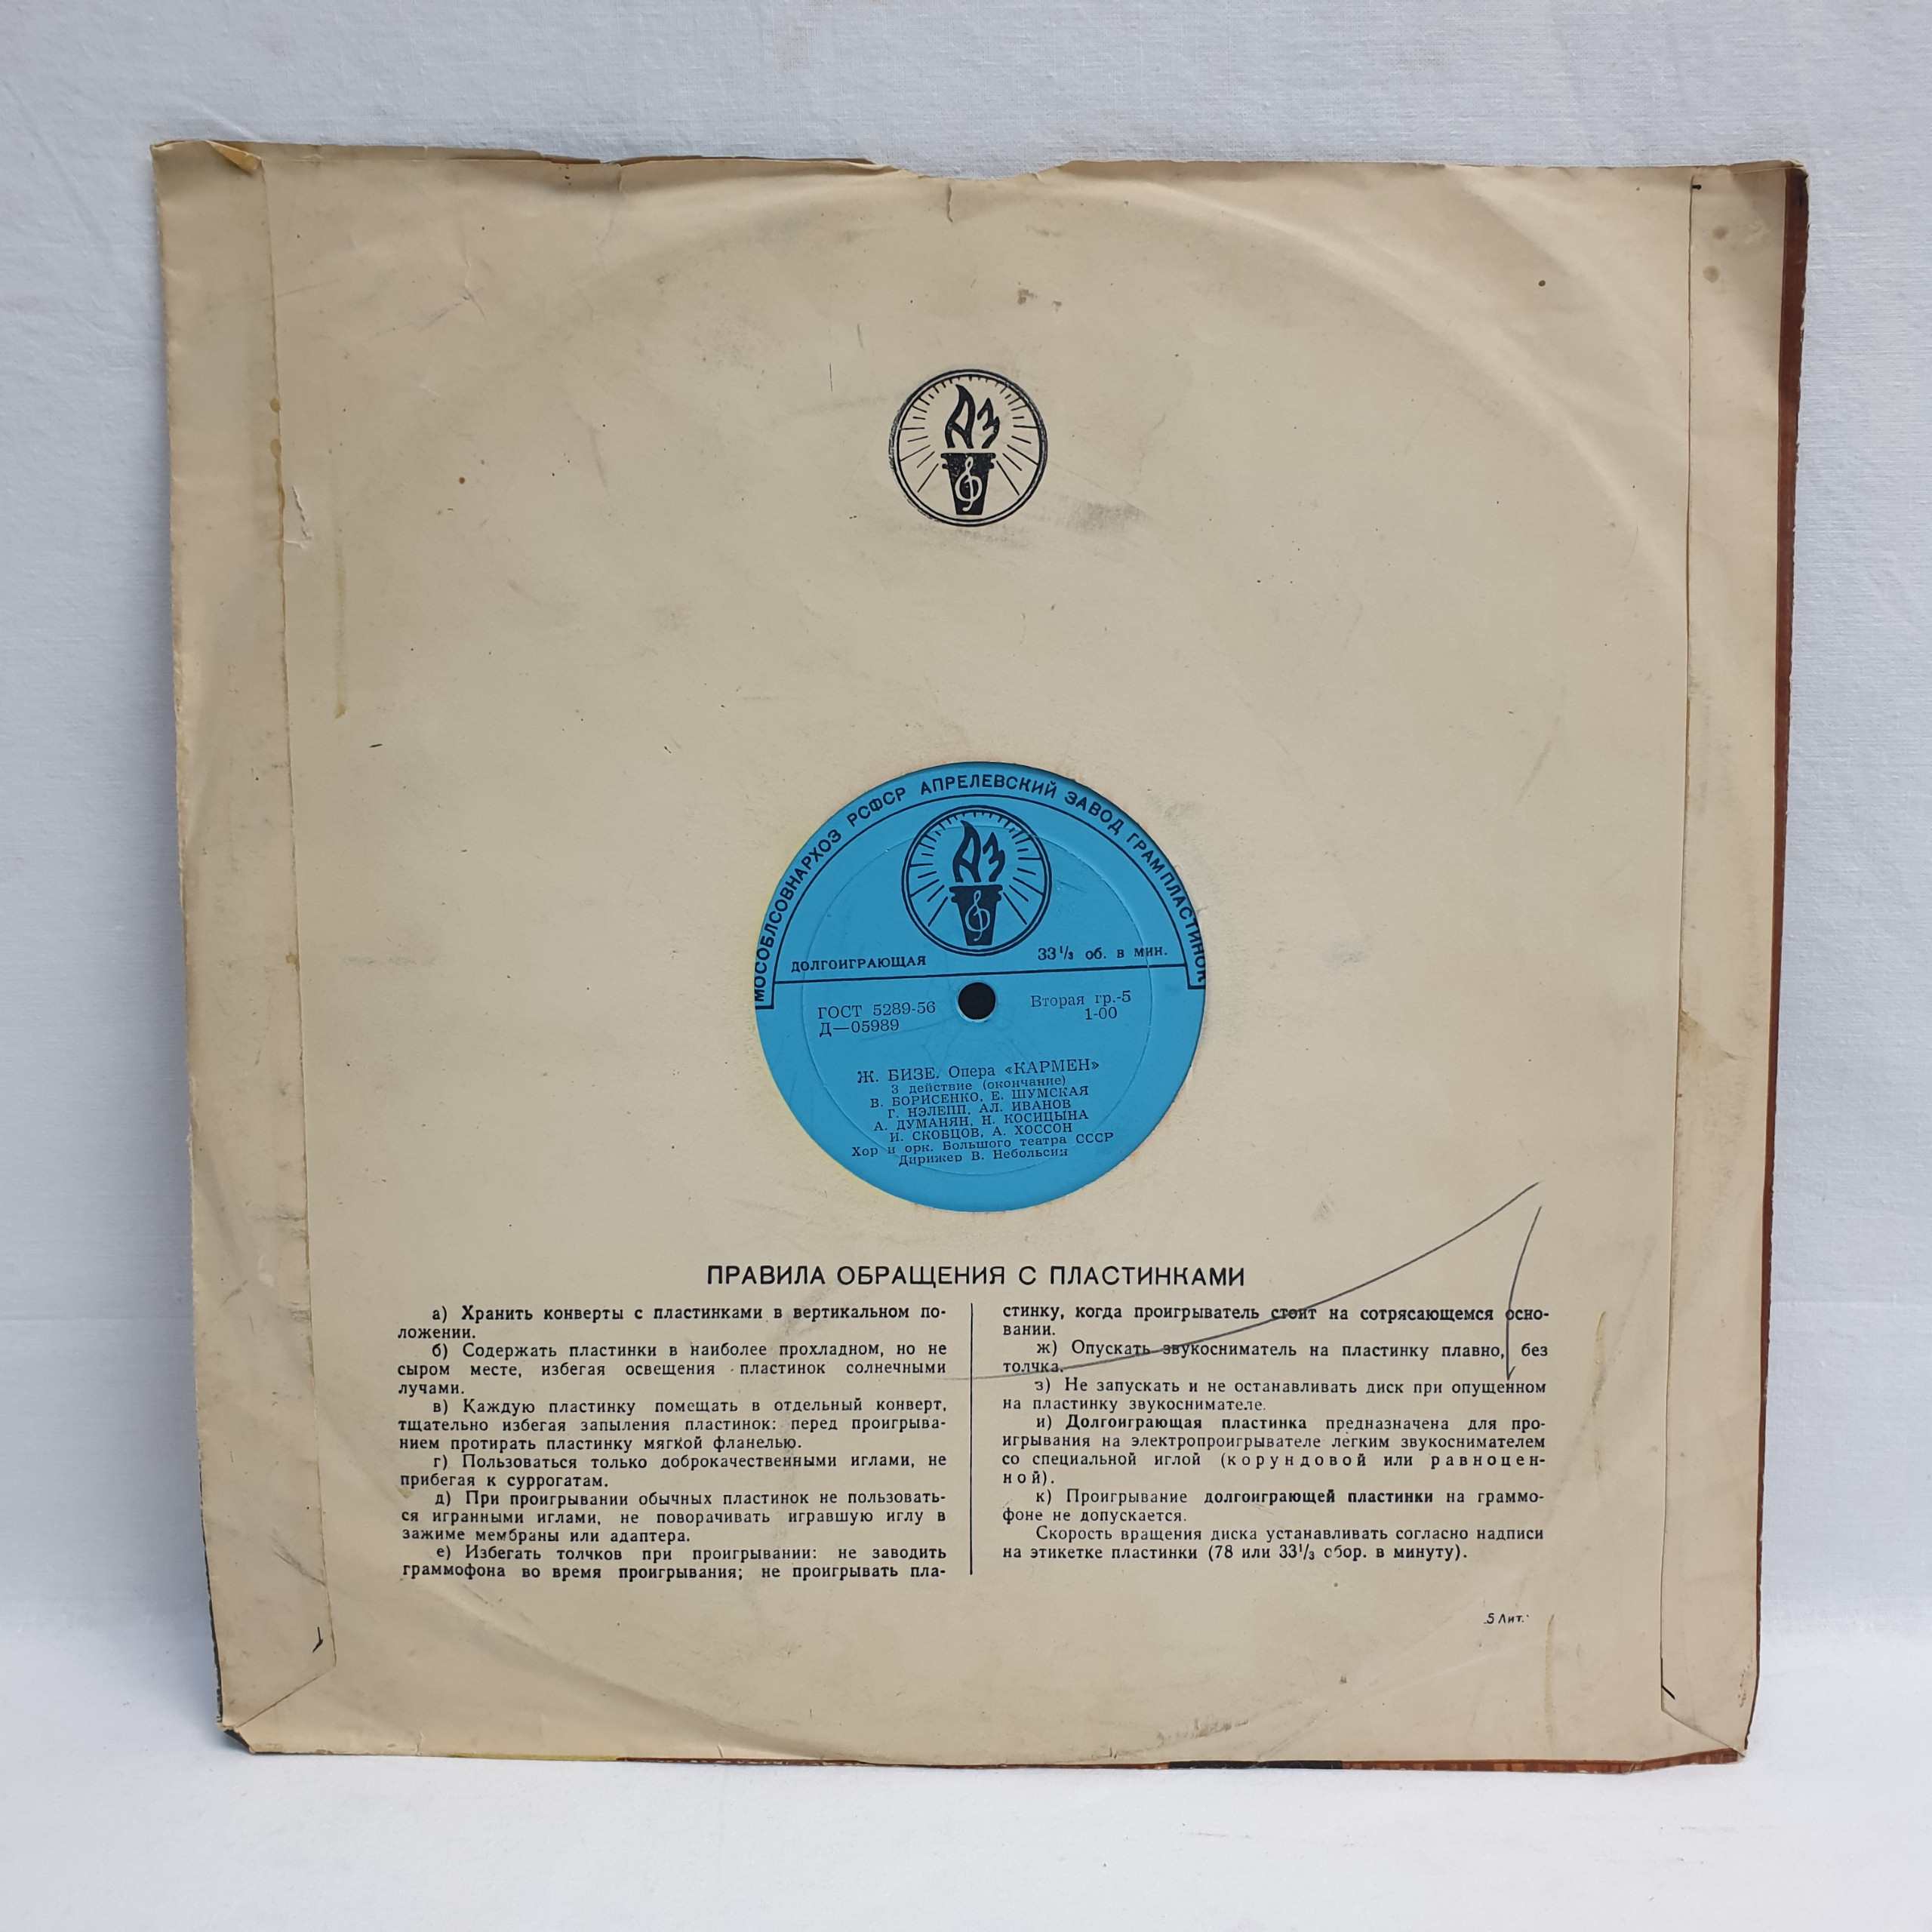 АЗ
МОСОБЛСОВНАРХОЗ РСФСР АПРЕЛЕВСКИЙ ЗАВОД ГРАМПЛАСТИНОК
АЗ
ДОЛГОИГРАЮЩАЯ 33⅓ об. в мин.
ГОСТ 5289-56 Вторая гр.-5
Д—05989 1-00
Ж. БИЗЕ. Опера «КАРМЕН»
3 действие (окончание)
В. БОРИСЕНКО, Е. ШУМСКАЯ
Г. НЭЛЕПП, АЛ. ИВАНОВ
А. ДУМАНЯН, Н. КОСИЦЫНА
И. СКОБЦОВ, А. ХОССОН
Хор и орк. Большого театра СССР
Дирижер В. Небольсин
ПРАВИЛА ОБРАЩЕНИЯ С ПЛАСТИНКАМИ
а) Хранить конверты с пластинками в вертикальном по-
ложении.
б) Содержать пластинки в наиболее прохладном, но не
сыром месте, избегая освещения пластинок солнечными
лучами.
в) Каждую пластинку помещать в отдельный конверт,
тщательно избегая запыления пластинок: перед проигрыва-
нием протирать пластинку мягкой фланелью.
г) Пользоваться только доброкачественными иглами, не
прибегая к суррогатам.
д) При проигрывании обычных пластинок не пользовать-
ся игранными иглами, не поворачивать игравшую иглу в
зажиме мембраны или адаптера.
е) Избегать толчков при проигрывании: не заводить
граммофона во время проигрывания; не проигрывать пла-
стинку, когда проигрыватель стоит на сотрясающемся осно-
вании.
ж) Опускать звукосниматель на пластинку плавно, без
толчка.
з) Не запускать и не останавливать диск при опущенном
на пластинку звукоснимателе.
и) Долгоиграющая пластинка предназначена для про-
игрывания на электропроигрывателе лёгким звукоснимателем
со специальной иглой (корундовой или равноцен-
ной).
к) Проигрывание долгоиграющей пластинки на граммо-
фоне не допускается.
Скорость вращения диска устанавливать согласно надписи
на этикетке пластинки (78 или 33⅓ обор. в минуту).
5 Лит.